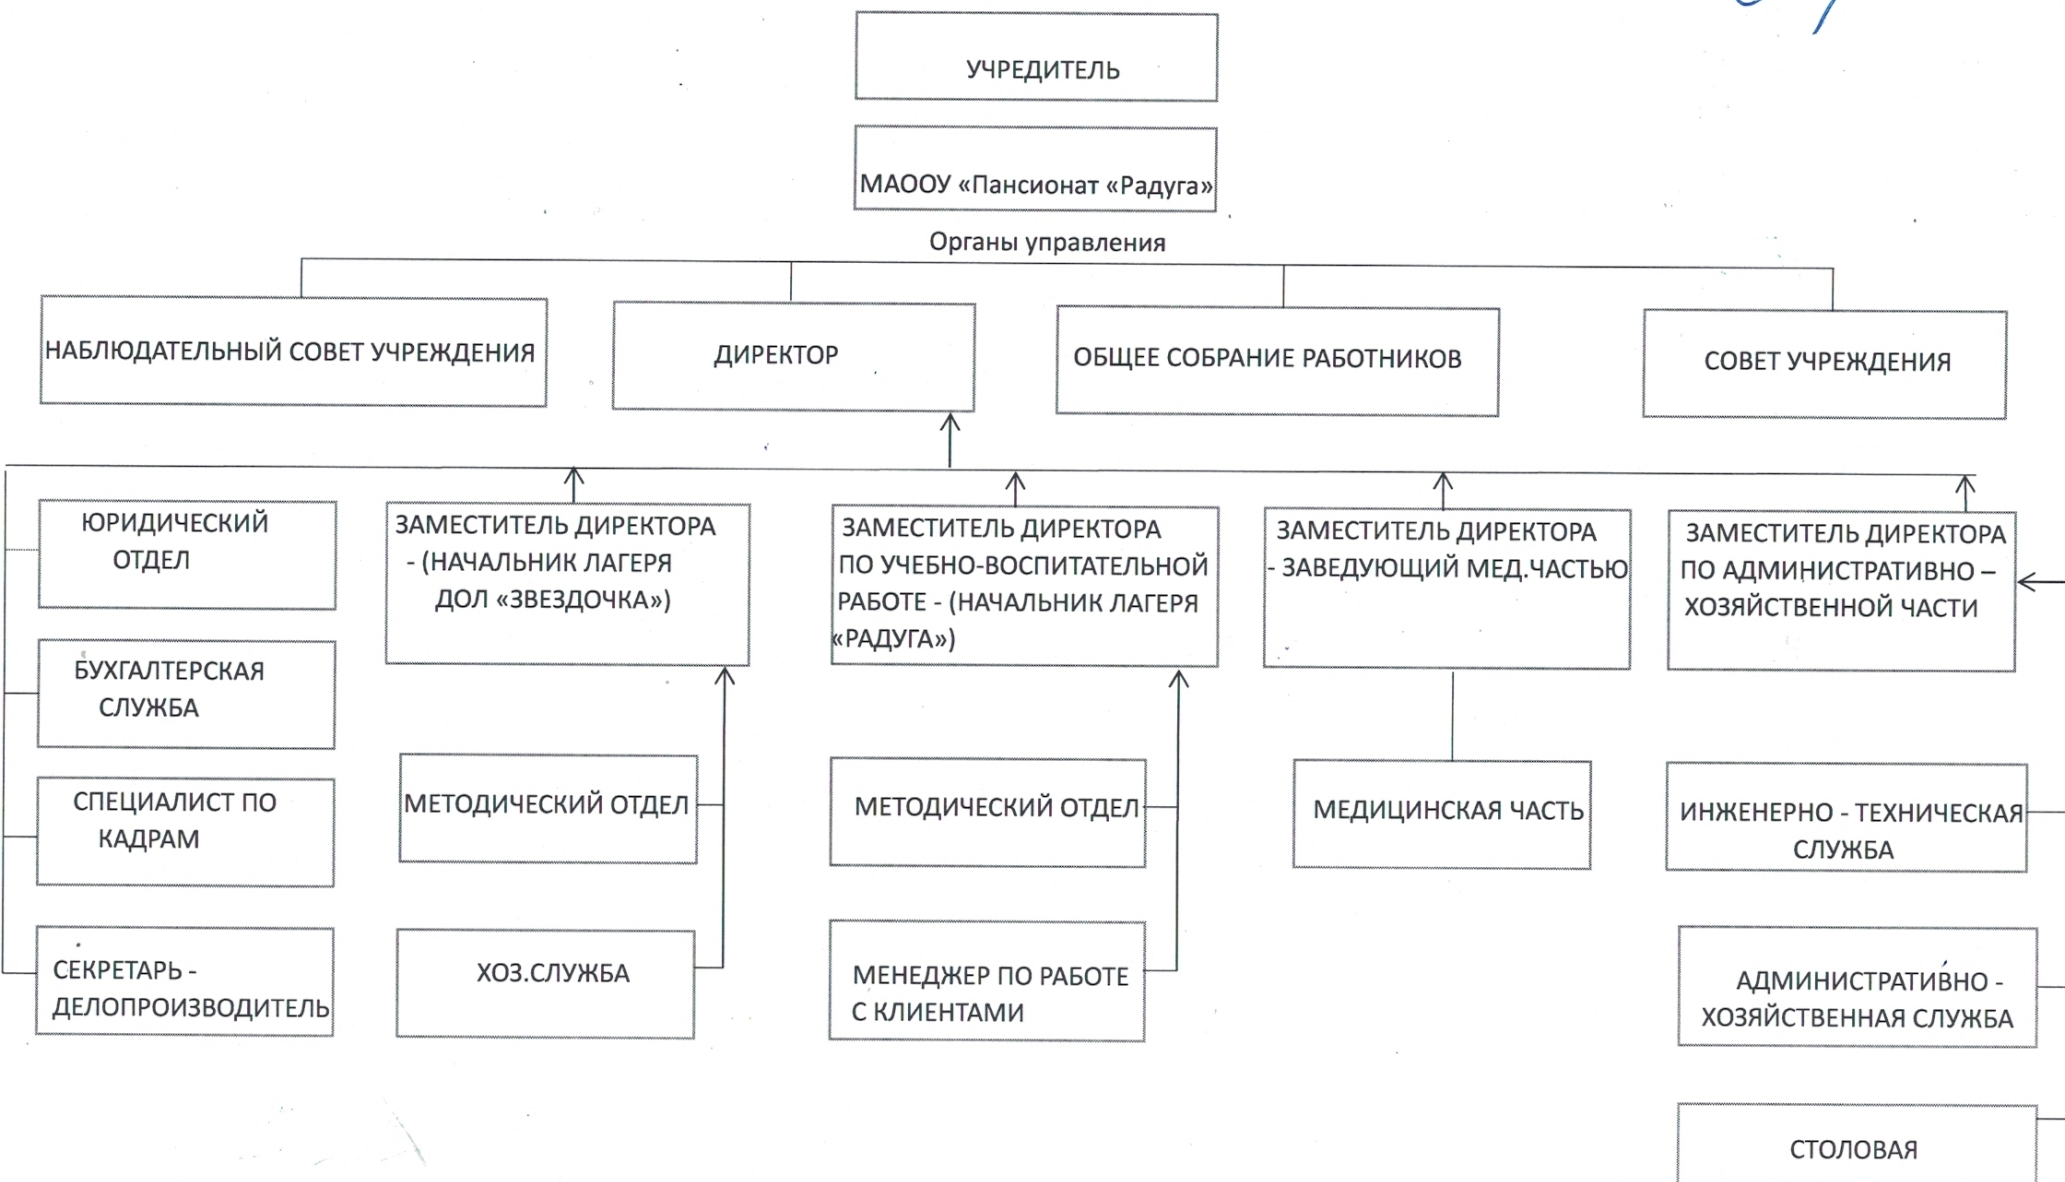 УЧРЕДИТЕЛЬ
МАООУ «Пансионат «Радуга»
Органы управления
НАБЛЮДАТЕЛЬНЫЙ СОВЕТ УЧРЕЖДЕНИЯ
ДИРЕКТОР
ОБЩЕЕ СОБРАНИЕ РАБОТНИКОВ
СОВЕТ УЧРЕЖДЕНИЯ
ЮРИДИЧЕСКИЙ
ОТДЕЛ
БУХГАЛТЕРСКАЯ
СЛУЖБА
СПЕЦИАЛИСТ ПО
КАДРАМ
СЕКРЕТАРЬ -
ДЕЛОПРОИЗВОДИТЕЛЬ
ЗАМЕСТИТЕЛЬ ДИРЕКТОРА
- (НАЧАЛЬНИК ЛАГЕРЯ
ДОЛ «ЗВЕЗДОЧКА»)
МЕТОДИЧЕСКИЙ ОТДЕЛ
ХОЗ.СЛУЖБА
ЗАМЕСТИТЕЛЬ ДИРЕКТОРА
ПО УЧЕБНО-ВОСПИТАТЕЛЬНОЙ
РАБОТЕ - (НАЧАЛЬНИК ЛАГЕРЯ
«РАДУГА»)
МЕТОДИЧЕСКИЙ ОТДЕЛ
МЕНЕДЖЕР ПО РАБОТЕ
С КЛИЕНТАМИ
ЗАМЕСТИТЕЛЬ ДИРЕКТОРА
- ЗАВЕДУЮЩИЙ МЕД.ЧАСТЬЮ
МЕДИЦИНСКАЯ ЧАСТЬ
ЗАМЕСТИТЕЛЬ ДИРЕКТОРА
ПО АДМИНИСТРАТИВНО –
ХОЗЯЙСТВЕННОЙ ЧАСТИ
ИНЖЕНЕРНО - ТЕХНИЧЕСКАЯ
СЛУЖБА
АДМИНИСТРАТИВНО -
ХОЗЯЙСТВЕННАЯ СЛУЖБА
СТОЛОВАЯ